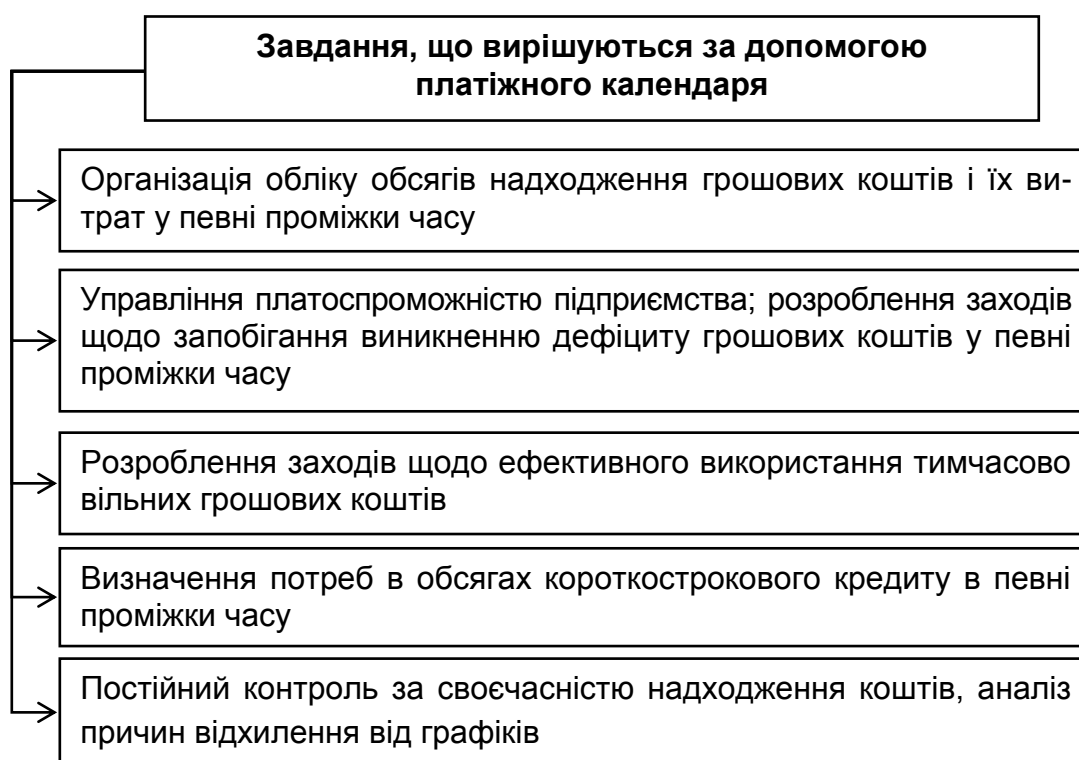 Завдання, що вирішуються за допомогою
платіжного календаря
Організація обліку обсягів надходження грошових коштів і їх ви-
трат у певні проміжки часу
Управління платоспроможністю підприємства; розроблення заходів
щодо запобігання виникненню дефіциту грошових коштів у певні
проміжки часу
Розроблення заходів щодо ефективного використання тимчасово
вільних грошових коштів
Визначення потреб в обсягах короткострокового кредиту в певні
проміжки часу
Постійний контроль за своєчасністю надходження коштів, аналіз
причин відхилення від графіків